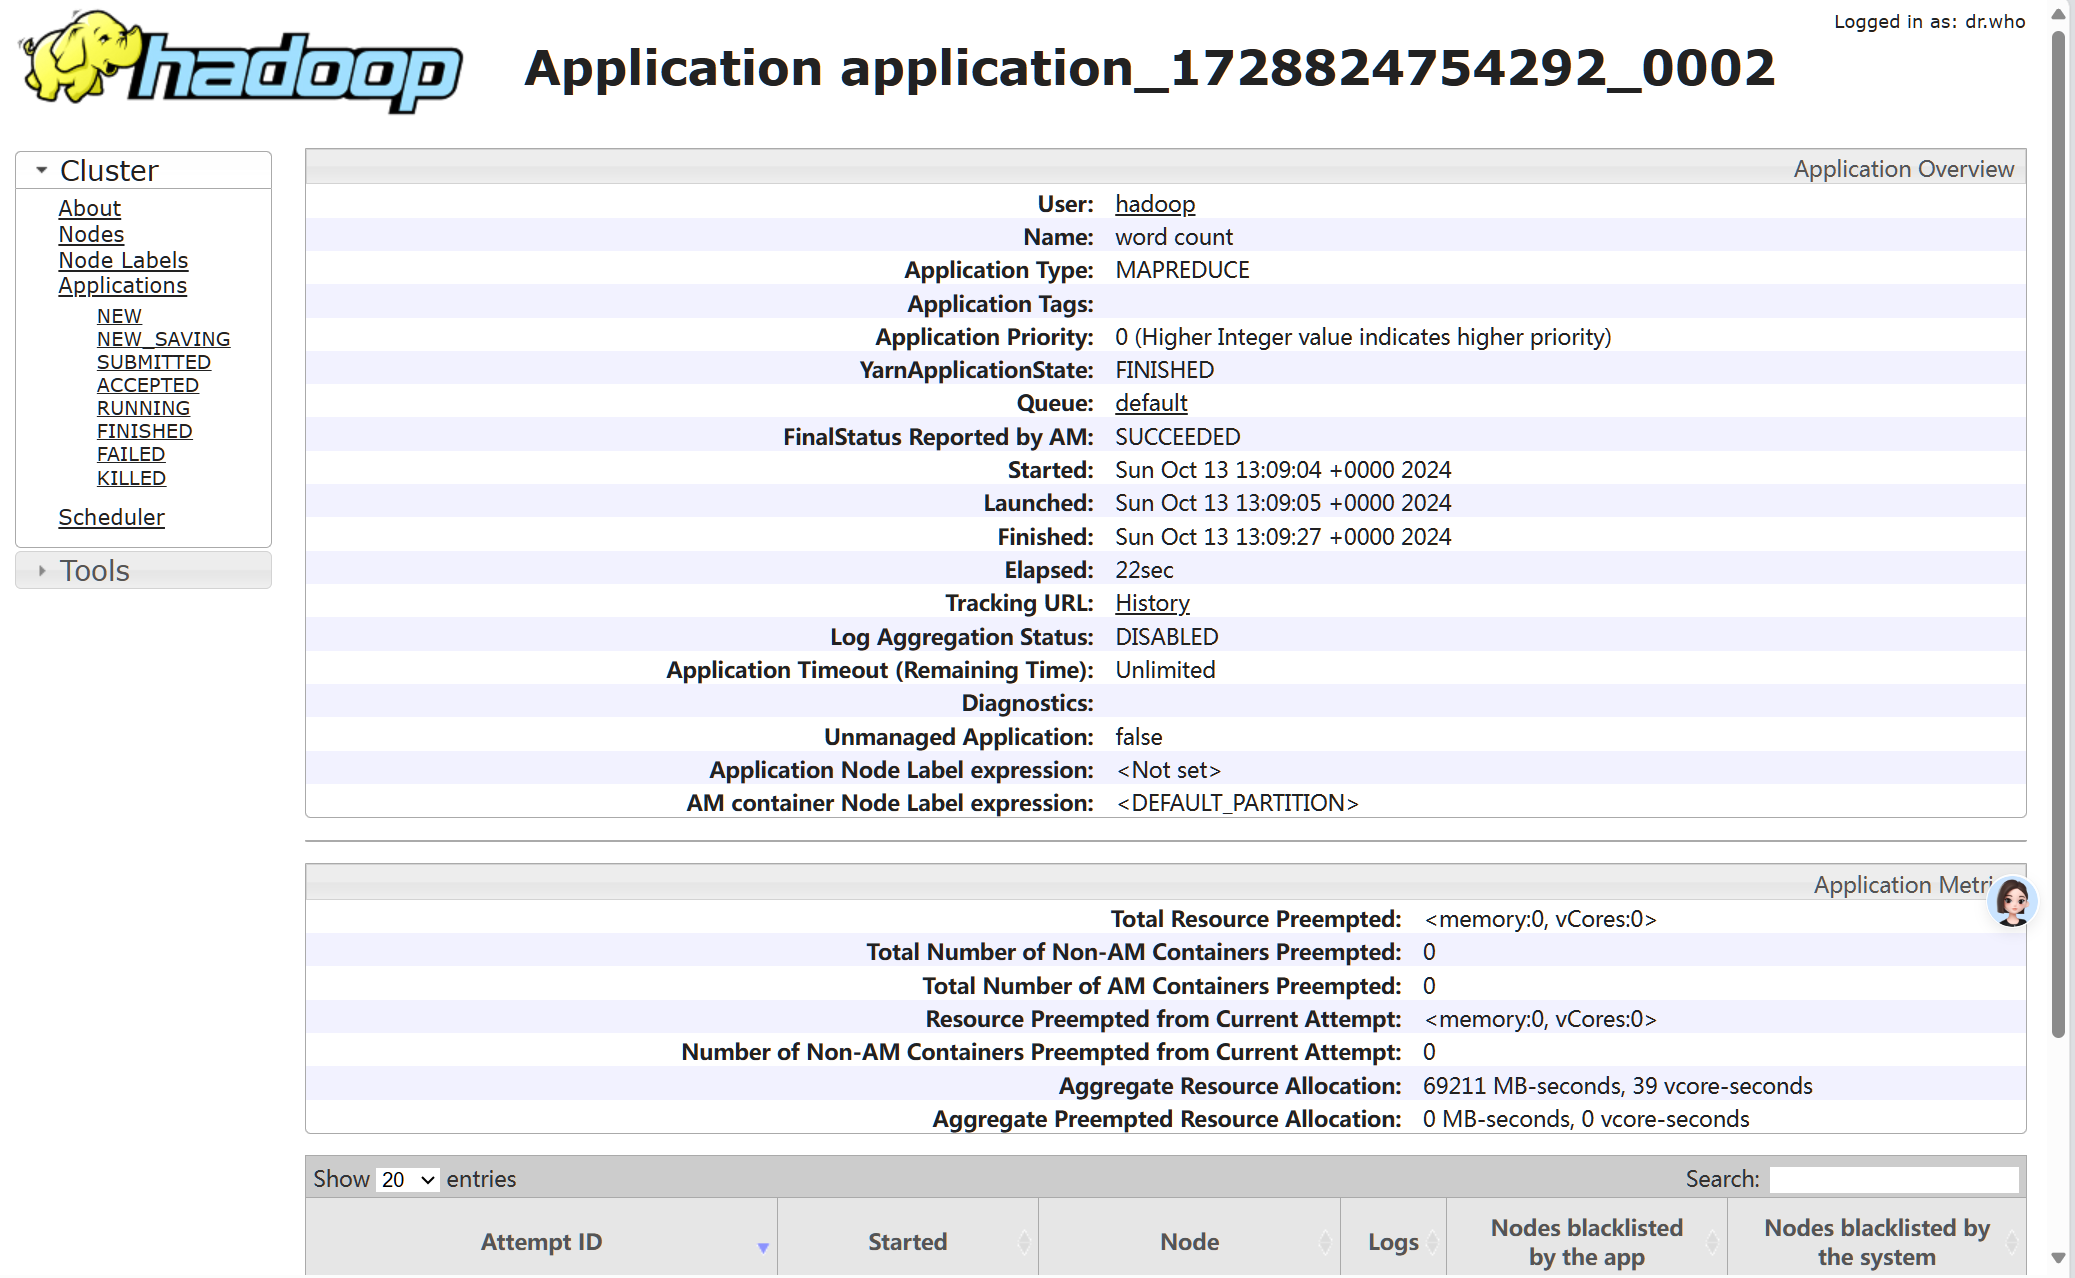 Logged in as: dr.who
hadoop
Application application_1728824754292_0002
Cluster
About
Nodes
Node Labels
Applications
NEW
NEW_SAVING
SUBMITTED
ACCEPTED
RUNNING
FINISHED
FAILED
KILLED
Scheduler
Tools
Application Overview
User: hadoop
Name: word count
Application Type: MAPREDUCE
Application Tags:
Application Priority: 0 (Higher Integer value indicates higher priority)
YarnApplicationState: FINISHED
Queue: default
FinalStatus Reported by AM: SUCCEEDED
Started: Sun Oct 13 13:09:04 +0000 2024
Launched: Sun Oct 13 13:09:05 +0000 2024
Finished: Sun Oct 13 13:09:27 +0000 2024
Elapsed: 22sec
Tracking URL: History
Log Aggregation Status: DISABLED
Application Timeout (Remaining Time): Unlimited
Diagnostics:
Unmanaged Application: false
Application Node Label expression: <Not set>
AM container Node Label expression: <DEFAULT_PARTITION>
Application Metri
Total Resource Preempted: <memory:0, vCores:0>
Total Number of Non-AM Containers Preempted: 0
Total Number of AM Containers Preempted: 0
Resource Preempted from Current Attempt: <memory:0, vCores:0>
Number of Non-AM Containers Preempted from Current Attempt: 0
Aggregate Resource Allocation: 69211 MB-seconds, 39 vcore-seconds
Aggregate Preempted Resource Allocation: 0 MB-seconds, 0 vcore-seconds
Show 20 entries
Search:
Attempt ID
Started
Node
Logs
Nodes blacklisted
by the app
Nodes blacklisted by
the system